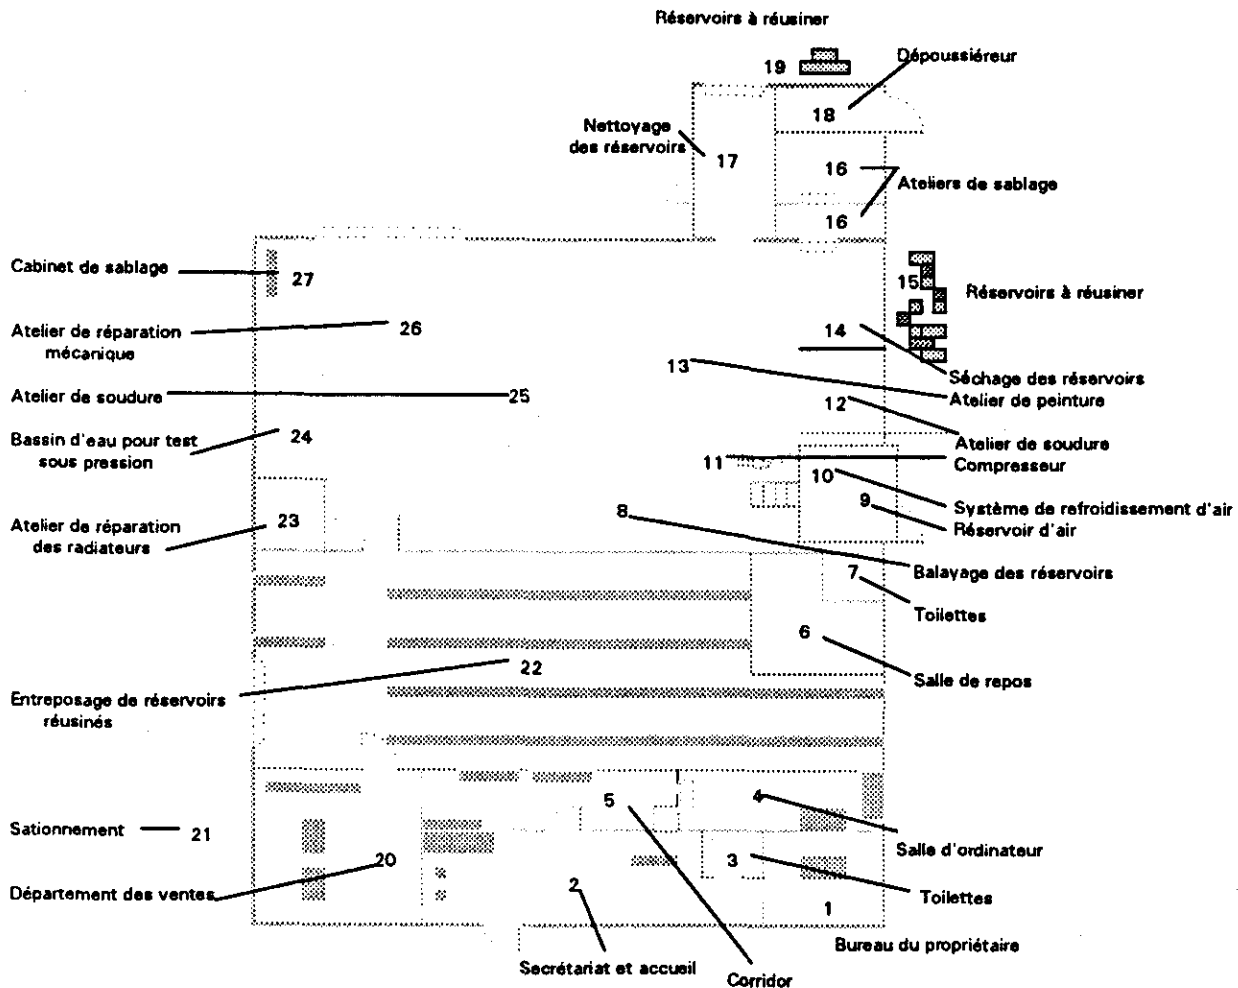 Réservoirs à réusiner
19
Dépoussiéreur
18
Nettoyage
des réservoirs
17
16
Ateliers de sablage
16
Cabinet de sablage
27
15
Réservoirs à réusiner
Atelier de réparation
mécanique
26
14
13
Séchage des réservoirs
Atelier de peinture
Atelier de soudure
25
12
Bassin d'eau pour test
sous pression
24
Atelier de soudure
Compresseur
11
10
9
Système de refroidissement d'air
Réservoir d'air
Atelier de réparation
des radiateurs
23
8
7
Balayage des réservoirs
Toilettes
6
22
Salle de repos
Entreposage de réservoirs
réusinés
5
4
Sationnement
21
Salle d'ordinateur
20
3
Département des ventes
2
Toilettes
1
Bureau du propriétaire
Secrétariat et accueil
Corridor